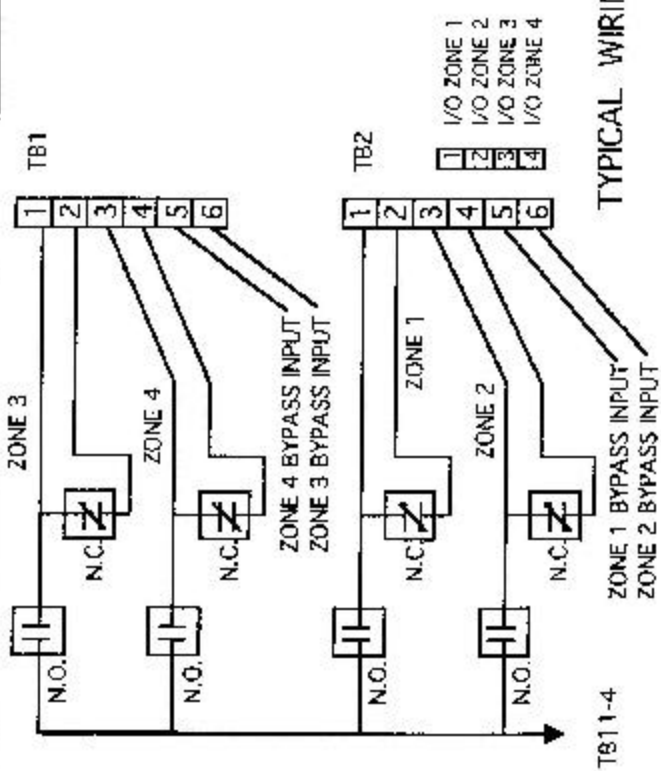 TB1
ZONE 3
1
2
3
4
5
6
N.O.
N.C.
ZONE 4
N.O.
N.C.
ZONE 4 BYPASS INPUT
ZONE 3 BYPASS INPUT
TB2
1
2
3
4
5
6
ZONE 1
N.O.
N.C.
ZONE 2
N.O.
N.C.
ZONE 1 BYPASS INPUT
ZONE 2 BYPASS INPUT
TB11-4
1 I/O ZONE 1
2 I/O ZONE 2
3 I/O ZONE 3
4 I/O ZONE 4
TYPICAL